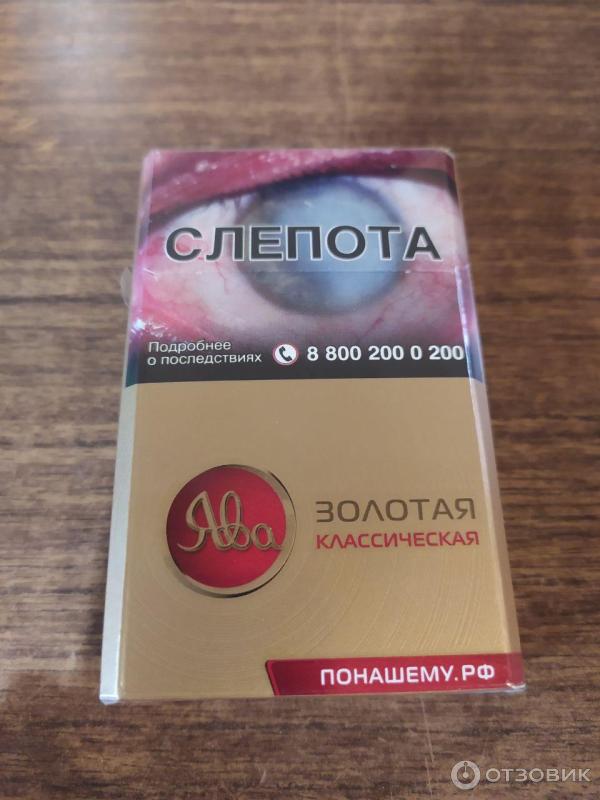 СЛЕПОТА
Подробнее
о последствиях 8 800 200 0 200
Ява
ЗОЛОТАЯ
КЛАССИЧЕСКАЯ
ПОНАШЕМУ.РФ
ОТЗОВИК